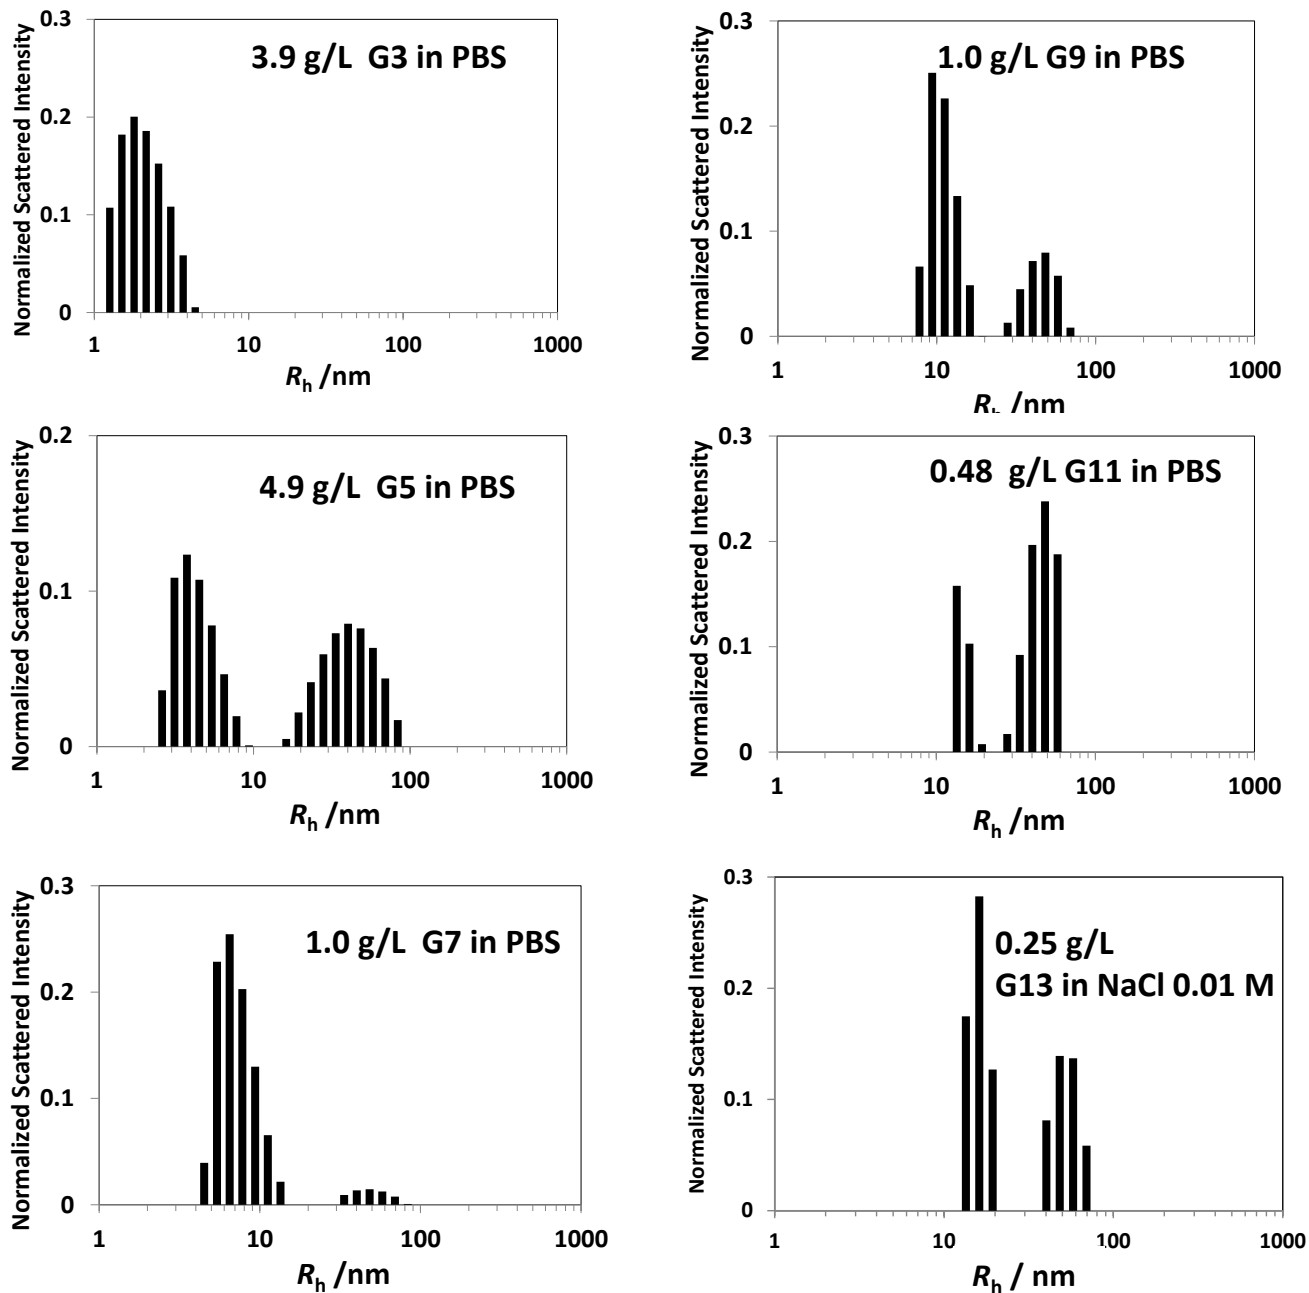 Normalized Scattered Intensity
0.3
0.2
0.1
0
3.9 g/L G3 in PBS
1 10 100 1000
Rh /nm
Normalized Scattered Intensity
0.3
0.2
0.1
0
1.0 g/L G9 in PBS
1 10 100 1000
Normalized Scattered Intensity
0.2
0.1
0
4.9 g/L G5 in PBS
1 10 100 1000
Rh /nm
Normalized Scattered Intensity
0.3
0.2
0.1
0
0.48 g/L G11 in PBS
1 10 100 1000
Rh /nm
Normalized Scattered Intensity
0.3
0.2
0.1
0
1.0 g/L G7 in PBS
1 10 100 1000
Rh /nm
Normalized Scattered Intensity
0.3
0.2
0.1
0
0.25 g/L
G13 in NaCl 0.01 M
1 10 100 1000
Rh / nm